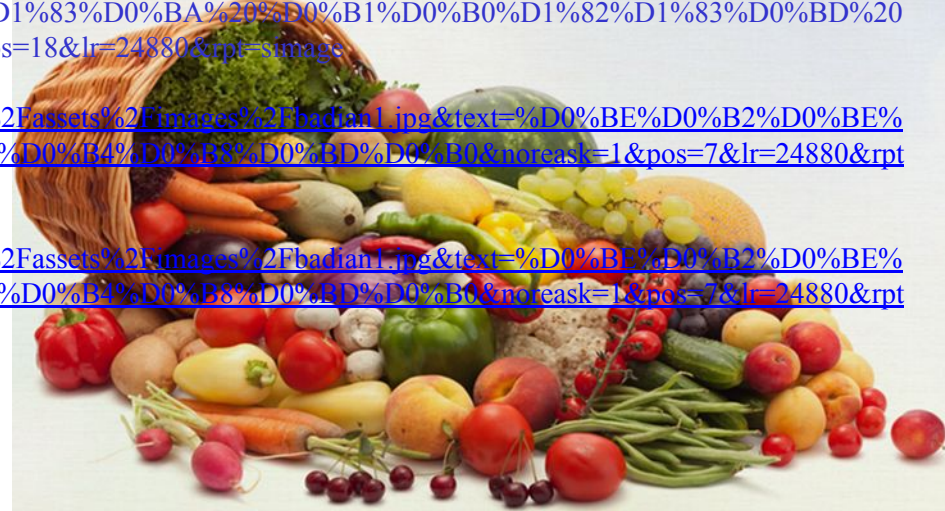 D1%83%D0%BA%20%D0%B1%D0%B0%D1%82%D1%83%D0%BD%20
s=18&lr=24880&rpt=simage
2Fassets%2Fimages%2Fbadian1.jpg&text=%D0%BE%D0%B2%D0%BE%
%D0%B4%D0%B8%D0%BD%D0%B0&noreask=1&pos=7&lr=24880&rpt
2Fassets%2Fimages%2Fbadian1.jpg&text=%D0%BE%D0%B2%D0%BE%
%D0%B4%D0%B8%D0%BD%D0%B0&noreask=1&pos=7&lr=24880&rpt